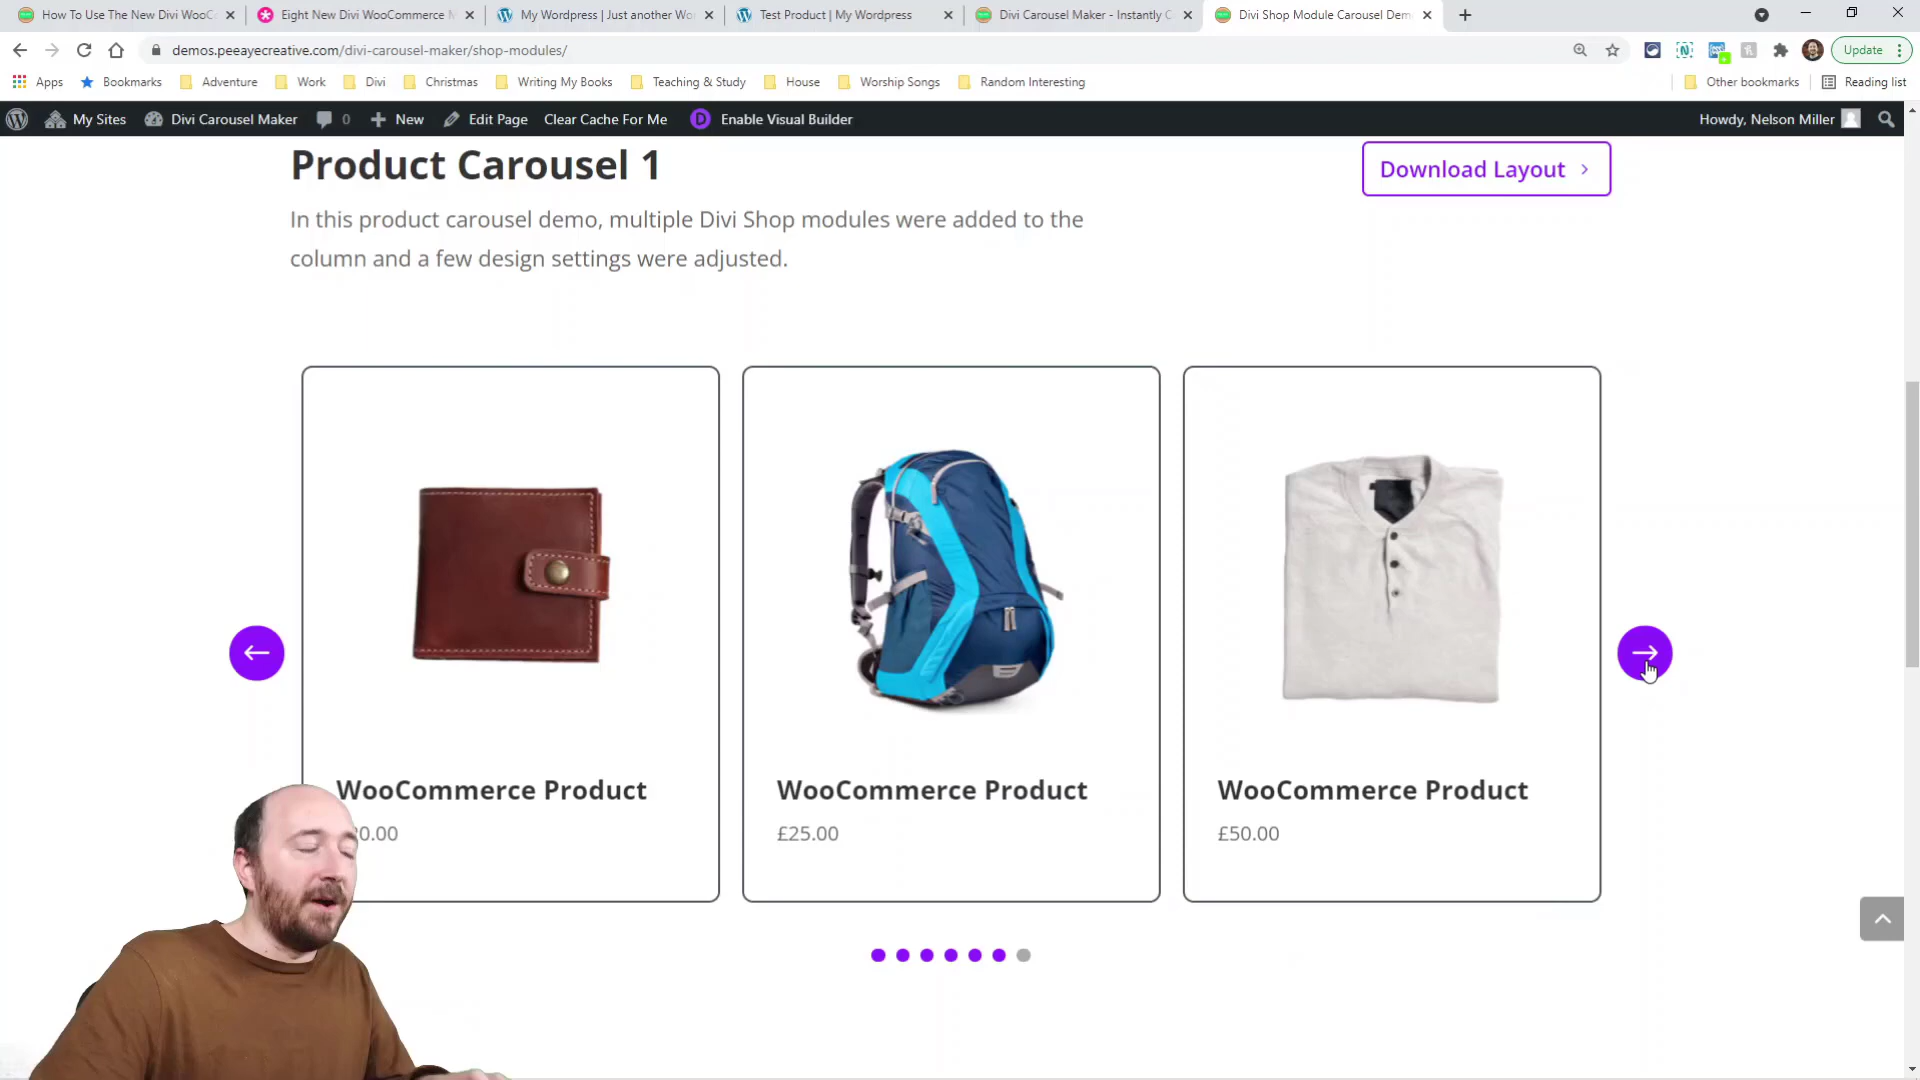 How To Use The New Divi WooC
Eight New Divi WooCommerce M
My Wordpress | Just another Wo
Test Product | My Wordpress
Divi Carousel Maker - Instantly C
Divi Shop Module Carousel Dem
demos.peeayecreative.com/divi-carousel-maker/shop-modules/
Update
Apps
Bookmarks
Adventure
Work
Divi
Christmas
Writing My Books
Teaching & Study
House
Worship Songs
Random Interesting
Other bookmarks
Reading list
My Sites
Divi Carousel Maker
0
New
Edit Page
Clear Cache For Me
D
Enable Visual Builder
Howdy, Nelson Miller
Product Carousel 1
Download Layout
In this product carousel demo, multiple Divi Shop modules were added to the
column and a few design settings were adjusted.
WooCommerce Product
WooCommerce Product
£25.00
WooCommerce Product
£50.00